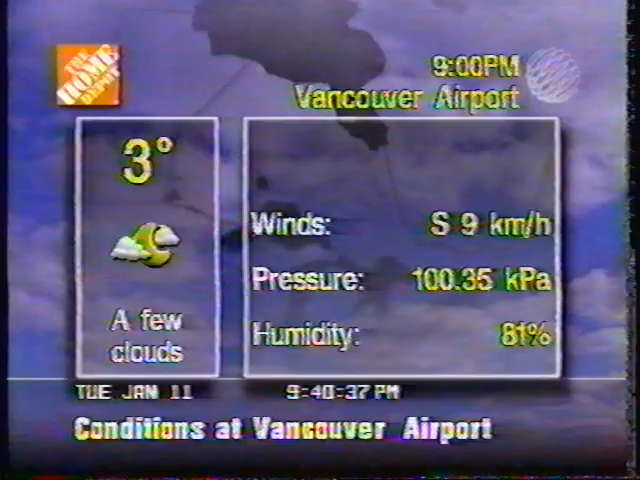 THE
HOME
DEPOT
9:00PM
Vancouver Airport
3°
A few
clouds
Winds: S 9 km/h
Pressure: 100.35 kPa
Humidity: 81%
TUE JAN 11 9:40:37 PM
Conditions at Vancouver Airport